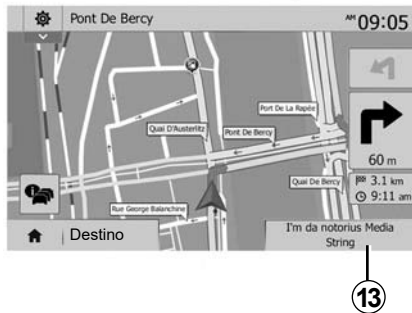 Pont De Bercy
AM 09:05
Port De La Rapée
Quai D'Austerlitz
Pont De Bercy
60 m
Quai De Bercy
3.1 km
9:11 am
Rue George Balanchine
Destino
I'm da notorius Media
String
13